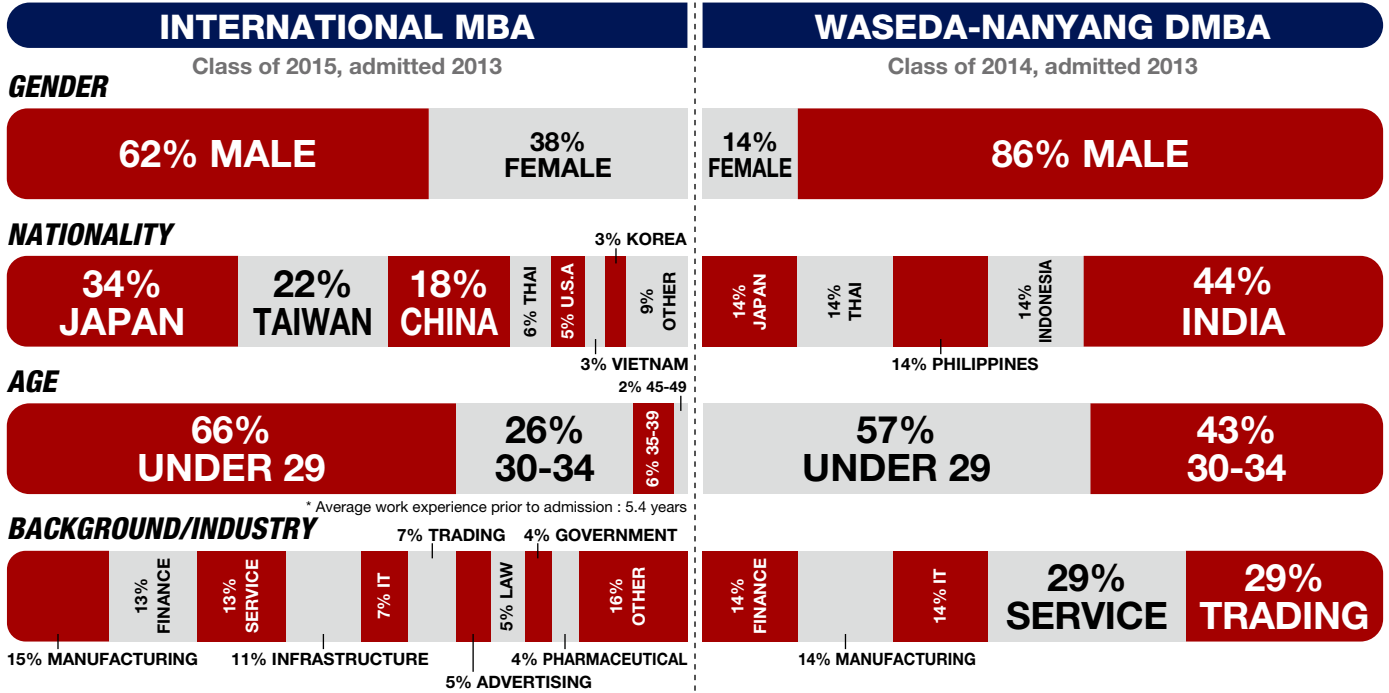 INTERNATIONAL MBA
Class of 2015, admitted 2013
WASEDA-NANYANG DMBA
Class of 2014, admitted 2013
GENDER
62% MALE
38%
FEMALE
14%
FEMALE
86% MALE
NATIONALITY
34%
JAPAN
22%
TAIWAN
18%
CHINA
6% THAI
5% U.S.A
3% VIETNAM
3% KOREA
9%
OTHER
14%
JAPAN
14%
THAI
14% PHILIPPINES
14%
INDONESIA
44%
INDIA
AGE
66%
UNDER 29
26%
30-34
6% 35-39
2% 45-49
57%
UNDER 29
43%
30-34
* Average work experience prior to admission : 5.4 years
BACKGROUND/INDUSTRY
15% MANUFACTURING
13%
FINANCE
13%
SERVICE
11% INFRASTRUCTURE
7% IT
7% TRADING
5% ADVERTISING
5% LAW
4% GOVERNMENT
4% PHARMACEUTICAL
16%
OTHER
14%
FINANCE
14% MANUFACTURING
14% IT
29%
SERVICE
29%
TRADING